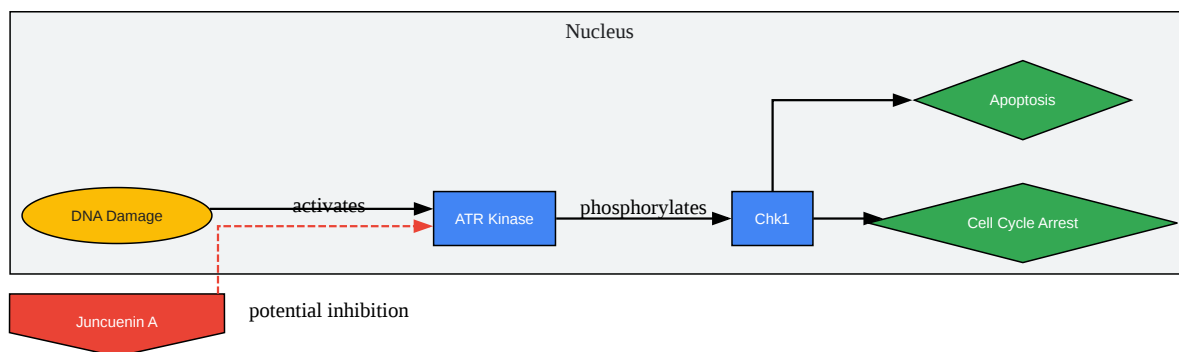 Nucleus
Apoptosis
DNA Damage
activates
ATR Kinase
phosphorylates
Chk1
Cell Cycle Arrest
Juncuenin A
potential inhibition